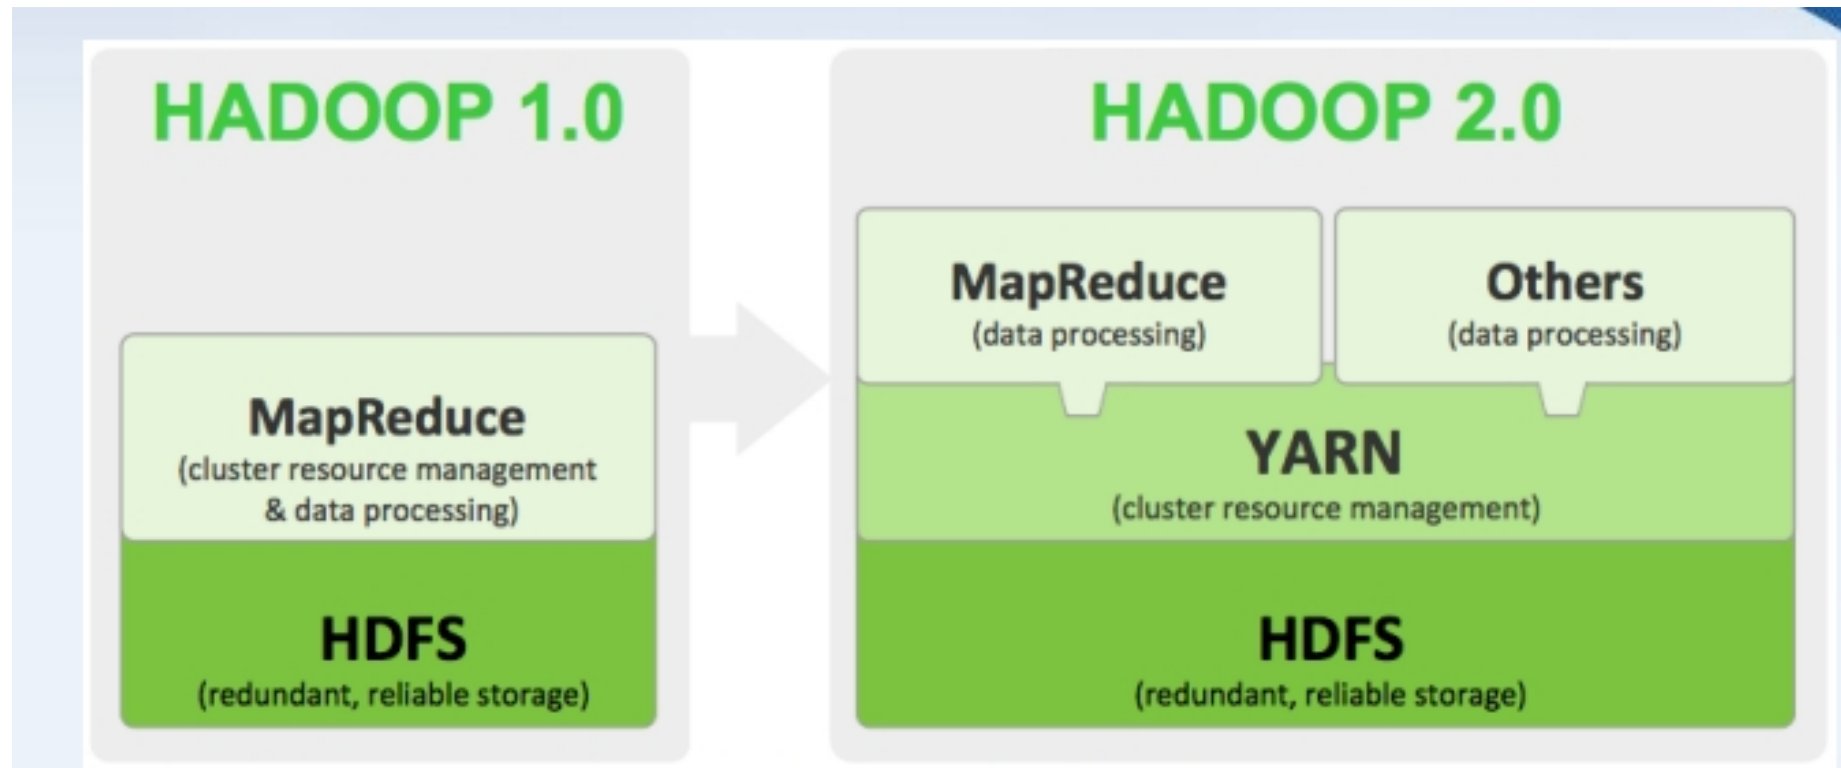 HADOOP 1.0
MapReduce
(cluster resource management
& data processing)
HDFS
(redundant, reliable storage)
HADOOP 2.0
MapReduce
(data processing)
Others
(data processing)
YARN
(cluster resource management)
HDFS
(redundant, reliable storage)